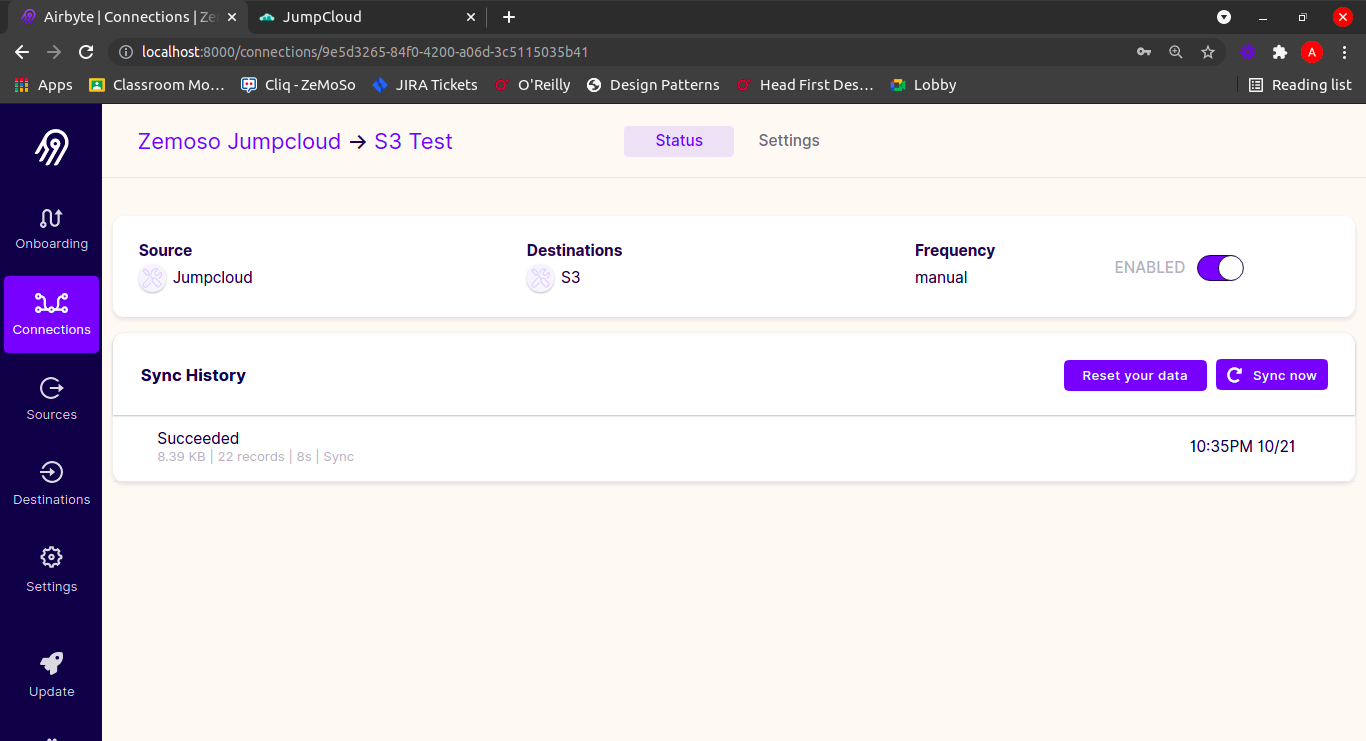 Airbyte | Connections | Ze
JumpCloud
localhost:8000/connections/9e5d3265-84f0-4200-a06d-3c5115035b41
A
Apps
Classroom Mo…
Cliq - ZeMoSo
JIRA Tickets
O'Reilly
Design Patterns
Head First Des…
Lobby
Reading list
Zemoso Jumpcloud → S3 Test
Status
Settings
Onboarding
Connections
Sources
Destinations
Settings
Update
Source
Jumpcloud
Destinations
S3
Frequency
manual
ENABLED
Sync History
Reset your data
Sync now
Succeeded
8.39 KB | 22 records | 8s | Sync
10:35PM 10/21